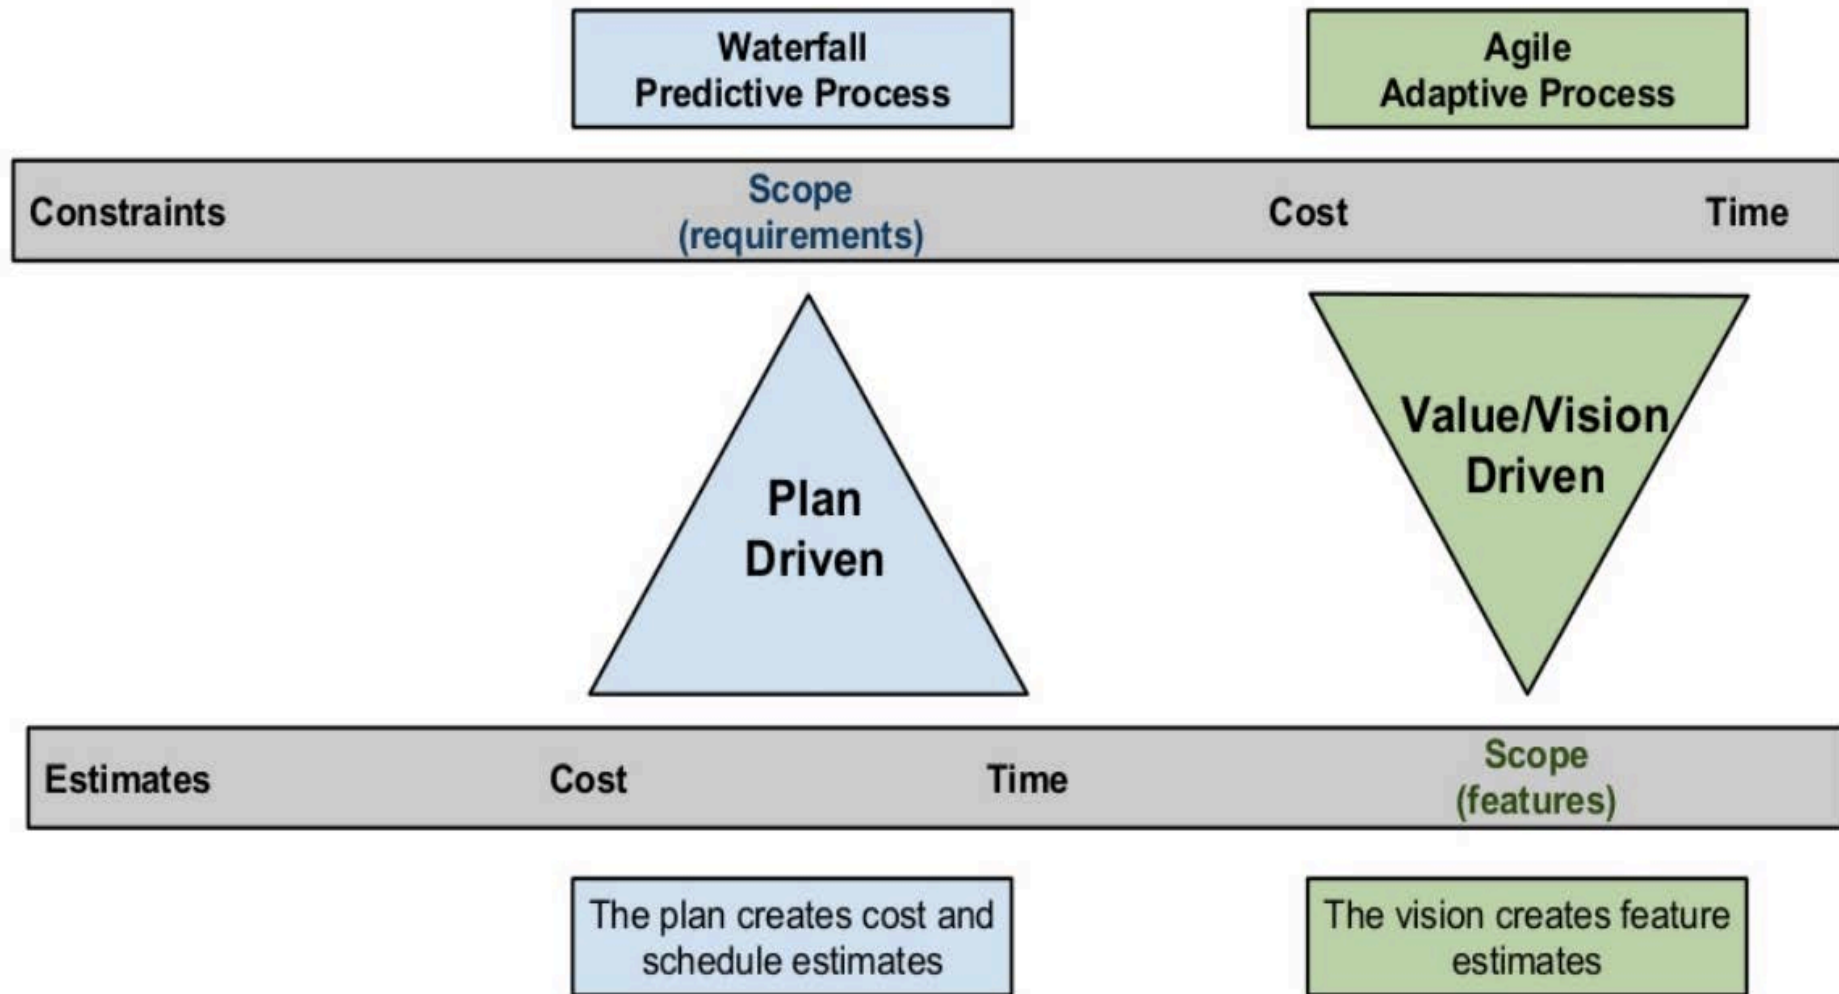 Waterfall
Predictive Process
Agile
Adaptive Process
Constraints
Scope
(requirements)
Cost
Time
Plan
Driven
Value/Vision
Driven
Estimates
Cost
Time
Scope
(features)
The plan creates cost and
schedule estimates
The vision creates feature
estimates